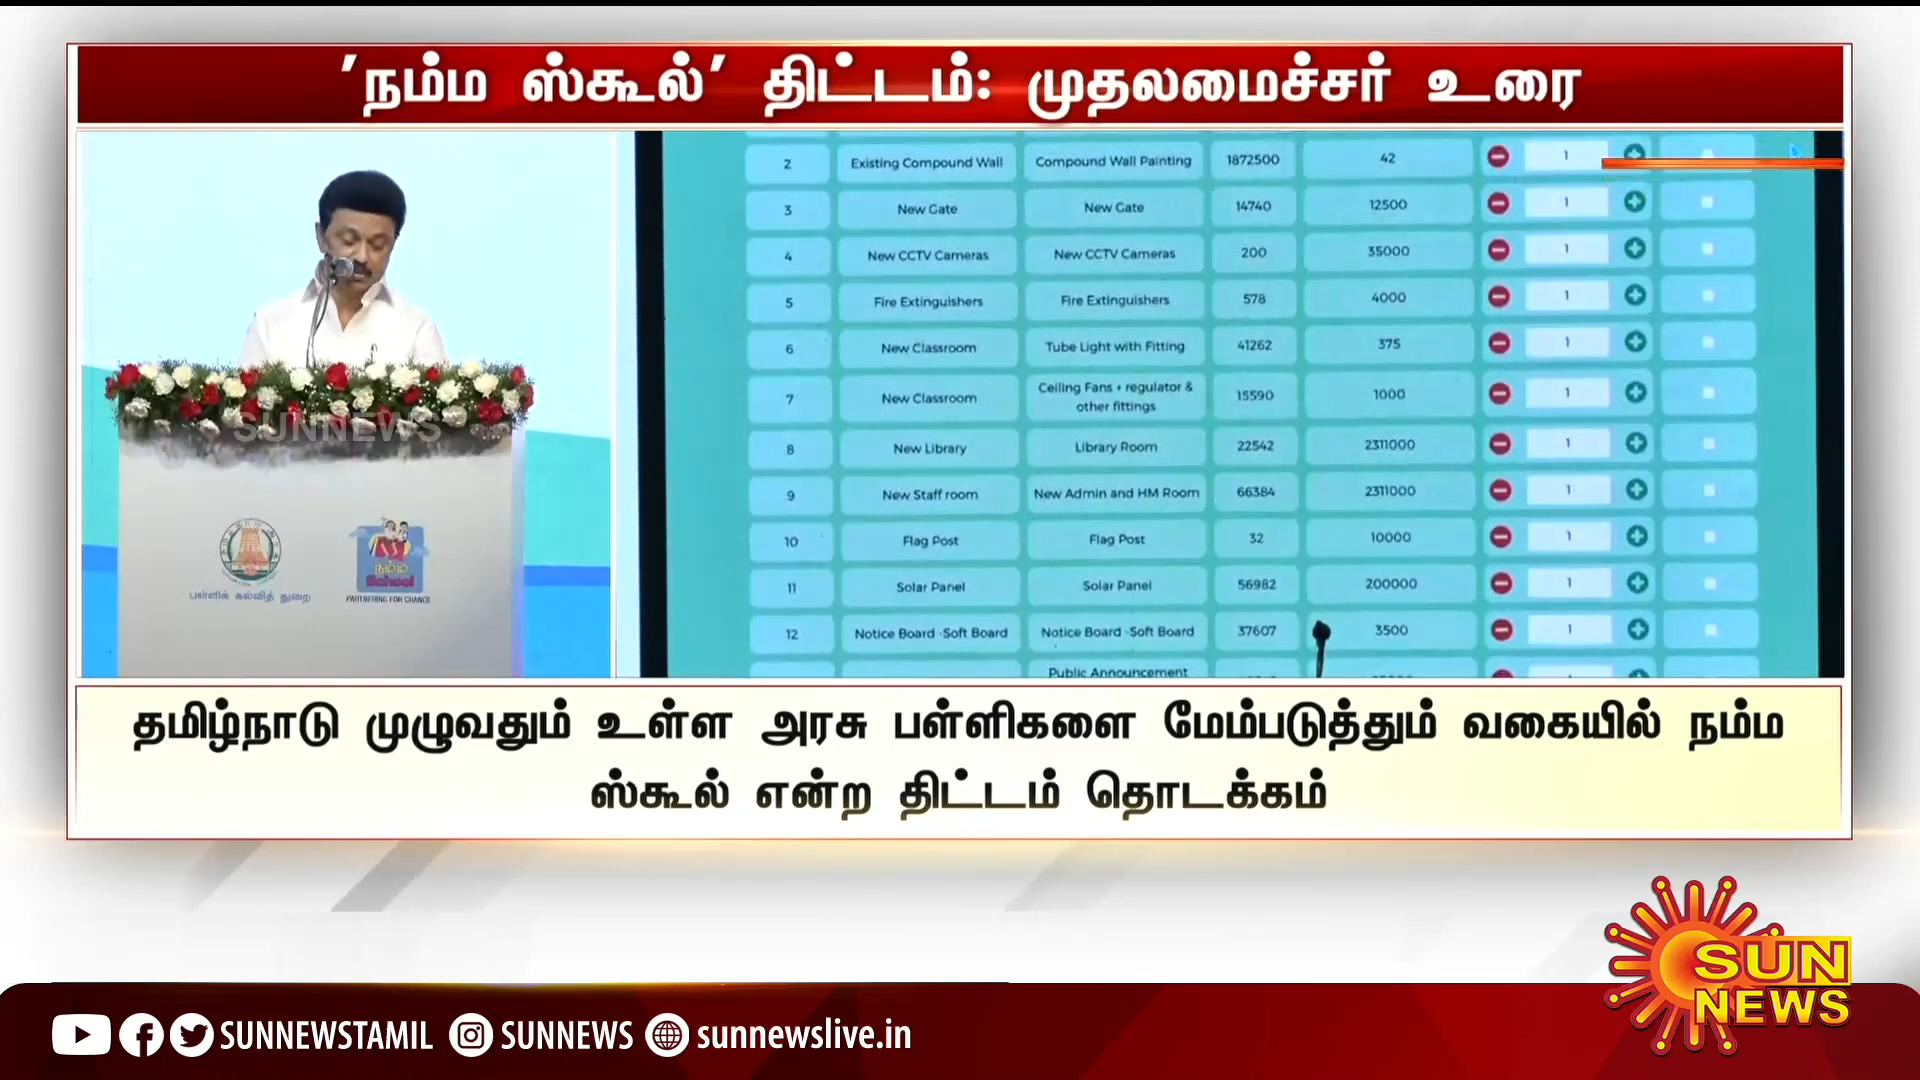 'நம்ம ஸ்கூல்' திட்டம்: முதலமைச்சர் உரை
2 Existing Compound Wall Compound Wall Painting 1872500 42 1
3 New Gate New Gate 14740 12500 1
4 New CCTV Cameras New CCTV Cameras 200 35000 1
5 Fire Extinguishers Fire Extinguishers 578 4000 1
6 New Classroom Tube Light with Fitting 41262 375 1
7 New Classroom Ceiling Fans + regulator & other fittings 15590 1000 1
8 New Library Library Room 22542 2311000 1
9 New Staff room New Admin and HM Room 66384 2311000 1
10 Flag Post Flag Post 32 10000 1
11 Solar Panel Solar Panel 56982 200000 1
12 Notice Board -Soft Board Notice Board -Soft Board 37607 3500 1
Public Announcement
SUNNEWS
பள்ளிக் கல்வித் துறை
நம்ம
School
PARTNERING FOR CHANGE
தமிழ்நாடு முழுவதும் உள்ள அரசு பள்ளிகளை மேம்படுத்தும் வகையில் நம்ம
ஸ்கூல் என்ற திட்டம் தொடக்கம்
SUN
NEWS
SUNNEWSTAMIL SUNNEWS sunnewslive.in